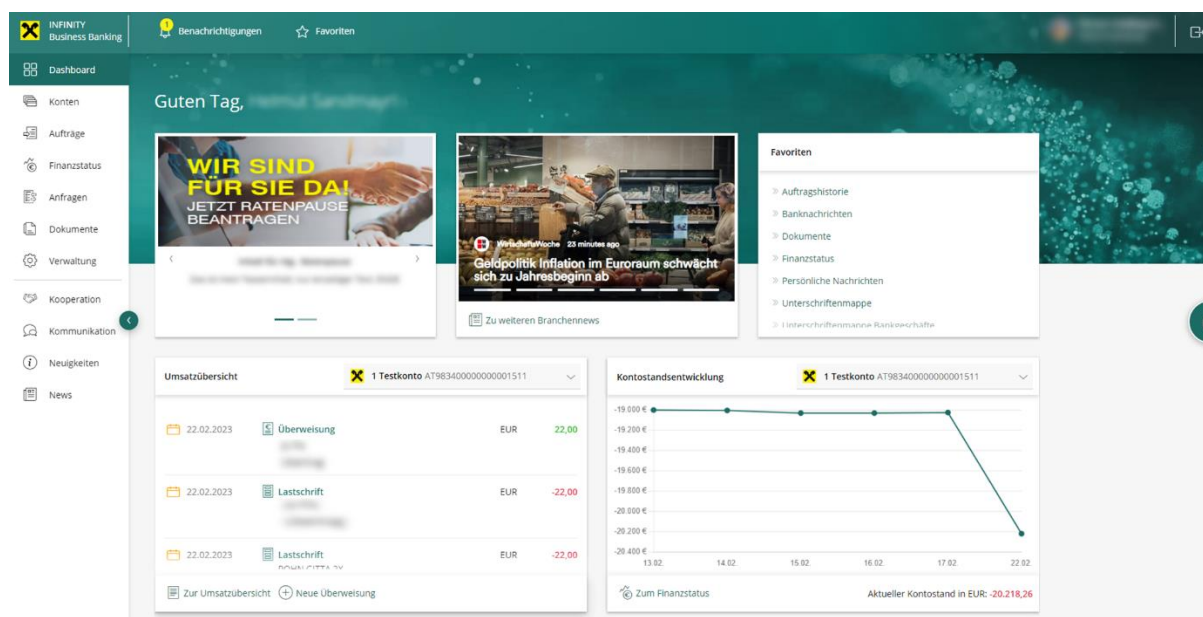 INFINITY
Business Banking
1
Benachrichtigungen
Favoriten
Dashboard
Konten
Aufträge
Finanzstatus
Anfragen
Dokumente
Verwaltung
Kooperation
Kommunikation
Neuigkeiten
News
Guten Tag,
WIR SIND
FÜR SIE DA!
JETZT RATENPAUSE
BEANTRAGEN
WirtschaftsWoche 23 minutes ago
Geldpolitik Inflation im Euroraum schwächt
sich zu Jahresbeginn ab
Zu weiteren Branchennews
Favoriten
Auftragshistorie
Banknachrichten
Dokumente
Finanzstatus
Persönliche Nachrichten
Unterschriftenmappe
Unterschriftenmappe Bankgeschäfte
Umsatzübersicht
1 Testkonto AT983400000000001511
22.02.2023 Überweisung EUR 22,00
22.02.2023 Lastschrift EUR -22,00
22.02.2023 Lastschrift EUR -22,00
Zur Umsatzübersicht
Neue Überweisung
Kontostandsentwicklung
1 Testkonto AT983400000000001511
-19.000 €
-19.200 €
-19.400 €
-19.600 €
-19.800 €
-20.000 €
-20.200 €
-20.400 €
13.02. 14.02. 15.02. 16.02. 17.02. 22.02.
Zum Finanzstatus
Aktueller Kontostand in EUR: -20.218,26